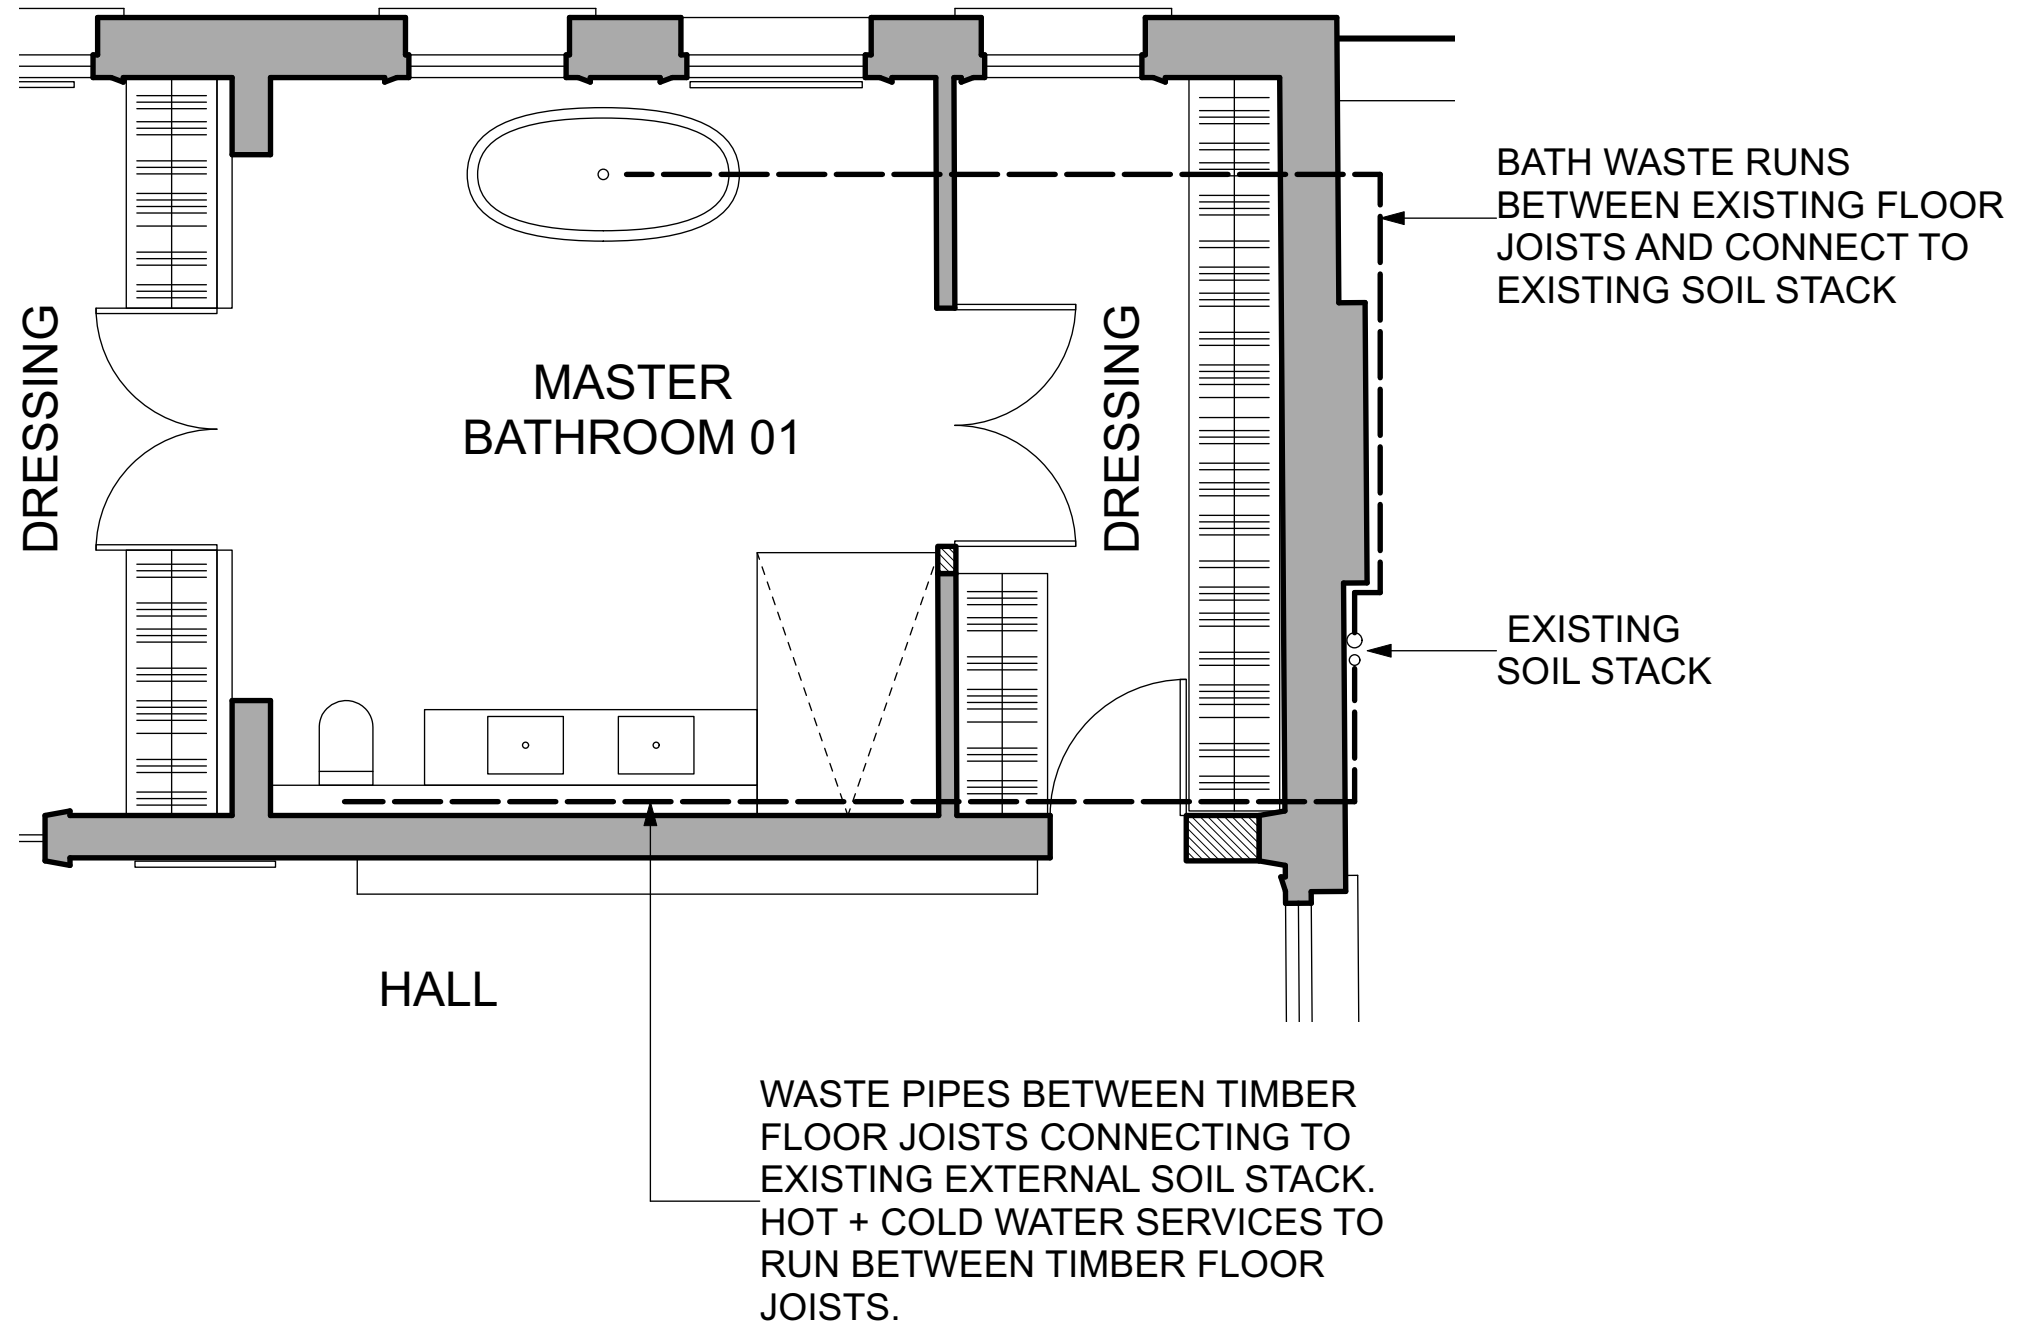 BATH WASTE RUNS
BETWEEN EXISTING FLOOR
JOISTS AND CONNECT TO
EXISTING SOIL STACK
DRESSING
MASTER
BATHROOM 01
DRESSING
EXISTING
SOIL STACK
HALL
WASTE PIPES BETWEEN TIMBER
FLOOR JOISTS CONNECTING TO
EXISTING EXTERNAL SOIL STACK.
HOT + COLD WATER SERVICES TO
RUN BETWEEN TIMBER FLOOR
JOISTS.